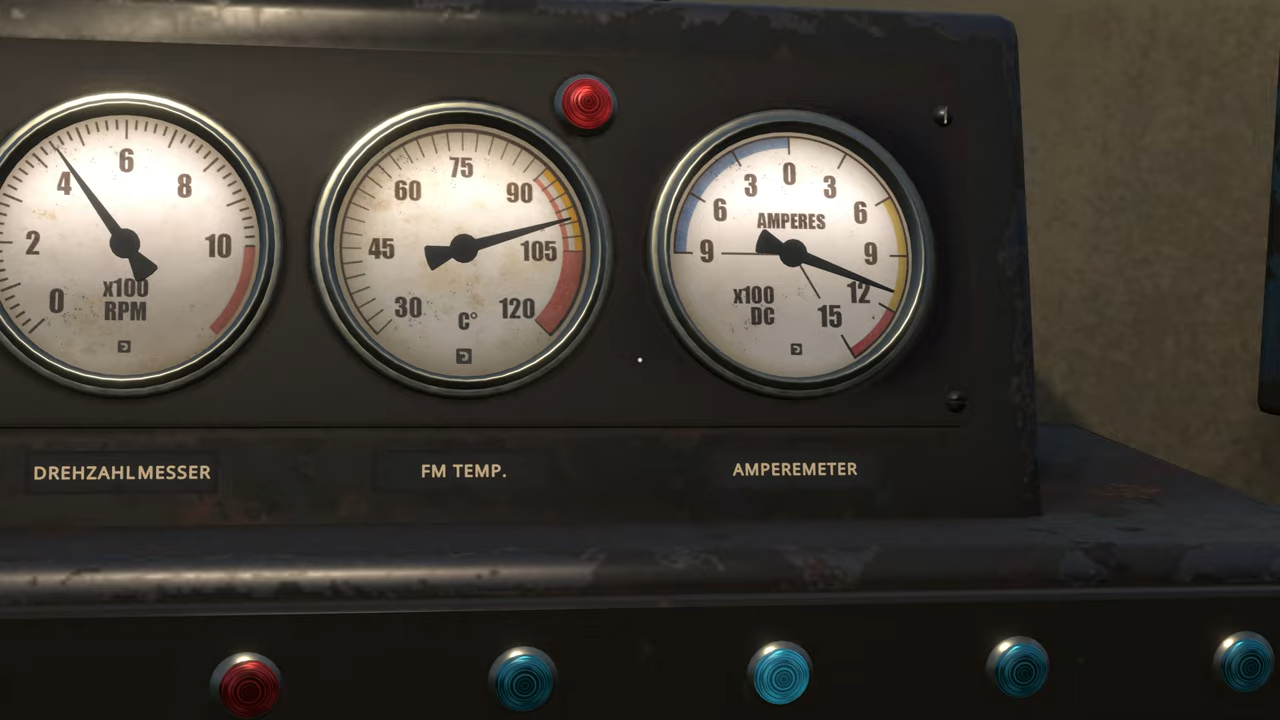 0 2 4 6 8 10
x100
RPM
30 45 60 75 90 105 120
C°
9 6 3 0 3 6 9 12 15
AMPERES
x100
DC
DREHZAHLMESSER
FM TEMP.
AMPEREMETER